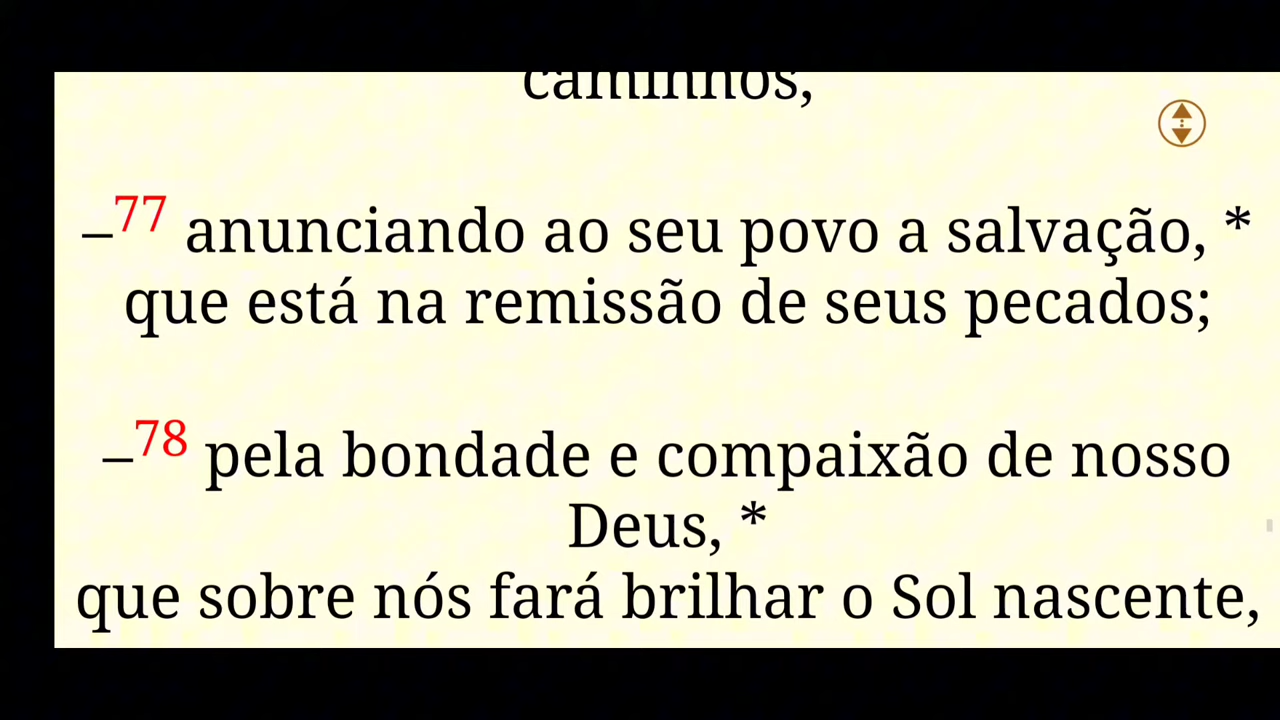 caminhos,
–77 anunciando ao seu povo a salvação, *
que está na remissão de seus pecados;
–78 pela bondade e compaixão de nosso
Deus, *
que sobre nós fará brilhar o Sol nascente,